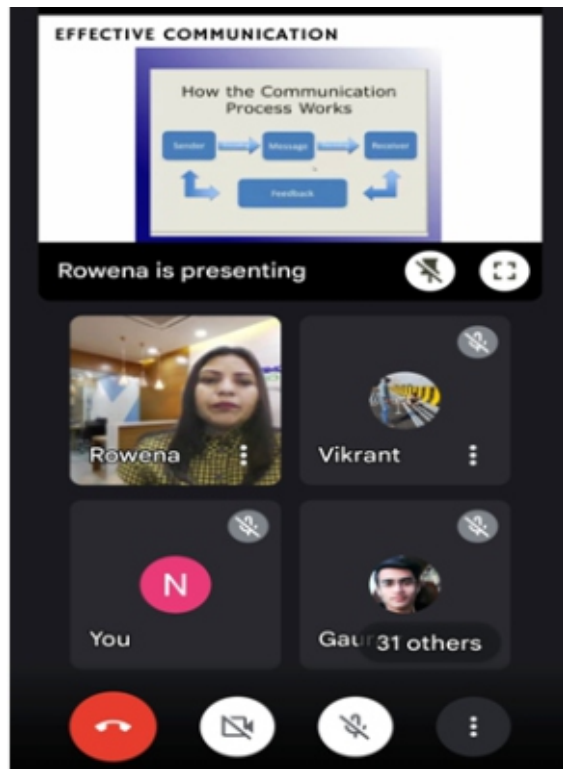 EFFECTIVE COMMUNICATION
How the Communication
Process Works
Sender Message Receiver
Feedback
Rowena is presenting
Rowena Vikrant
N
You Gaur 31 others